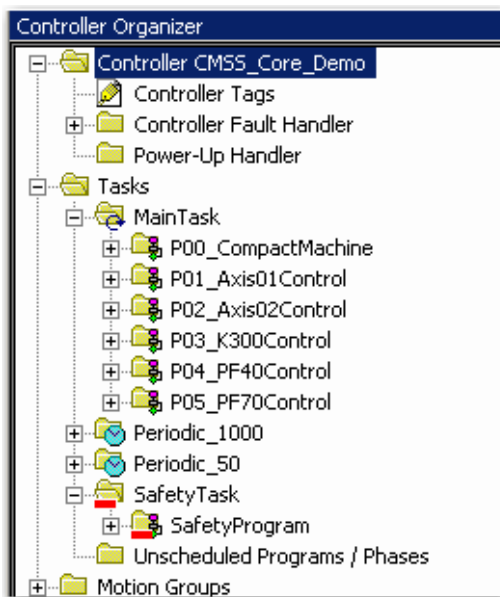 Controller Organizer
Controller CMSS_Core_Demo
Controller Tags
Controller Fault Handler
Power-Up Handler
Tasks
MainTask
P00_CompactMachine
P01_Axis01Control
P02_Axis02Control
P03_K300Control
P04_PF40Control
P05_PF70Control
Periodic_1000
Periodic_50
SafetyTask
SafetyProgram
Unscheduled Programs / Phases
Motion Groups